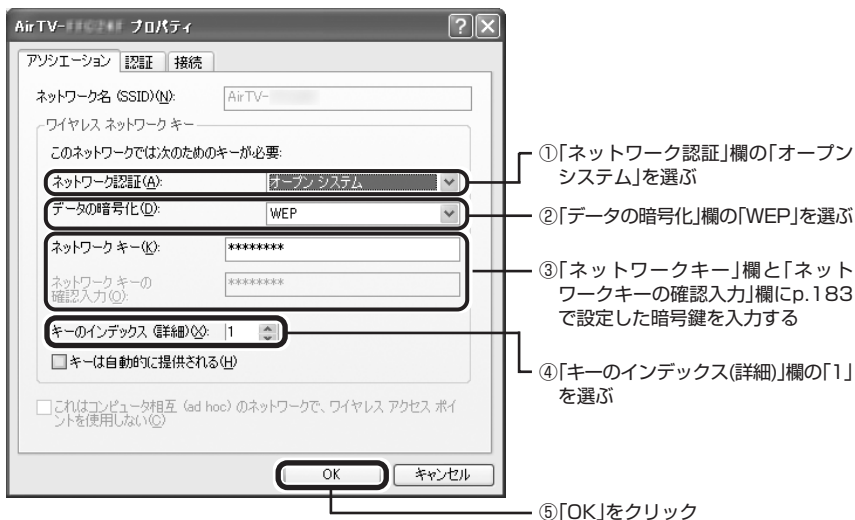 AirTV- プロパティ
アソシエーション 認証 接続
ネットワーク名 (SSID)(N): AirTV-
ワイヤレス ネットワーク キー
このネットワークでは次のためのキーが必要:
ネットワーク認証(A): オープン システム
データの暗号化(D): WEP
ネットワーク キー(K): ********
ネットワーク キーの
確認入力(O): ********
キーのインデックス (詳細)(X): 1
キーは自動的に提供される(H)
これはコンピュータ相互 (ad hoc) のネットワークで、ワイヤレス アクセス ポイ
ントを使用しない(C)
OK キャンセル
①「ネットワーク認証」欄の「オープン
システム」を選ぶ
②「データの暗号化」欄の「WEP」を選ぶ
③「ネットワークキー」欄と「ネット
ワークキーの確認入力」欄にp.183
で設定した暗号鍵を入力する
④「キーのインデックス(詳細)」欄の「1」
を選ぶ
⑤「OK」をクリック